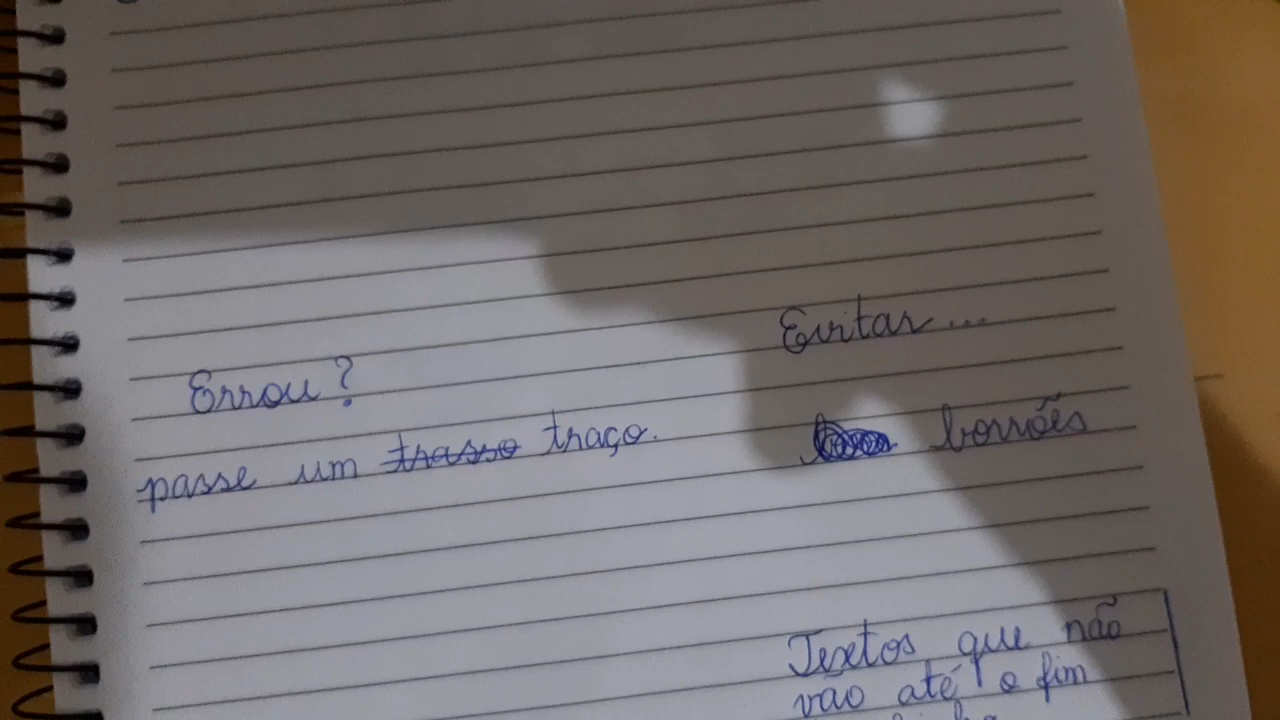 Errou?
passe um trasso traço.
Evitar...
borrões
Textos que não
vão até o fim